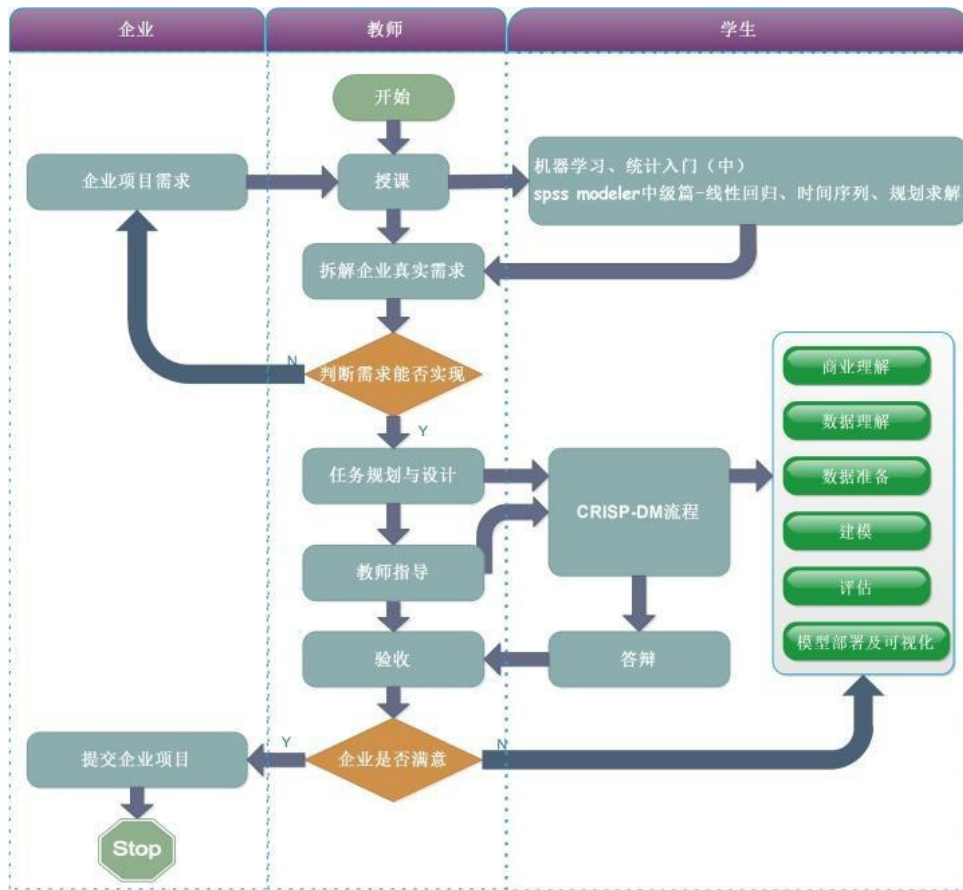 企业
教师
学生
开始
企业项目需求
授课
机器学习、统计入门（中）
spss modeler中级篇-线性回归、时间序列、规划求解
拆解企业真实需求
N
判断需求能否实现
Y
商业理解
数据理解
任务规划与设计
数据准备
CRISP-DM流程
建模
教师指导
评估
验收
答辩
模型部署及可视化
Y
N
提交企业项目
企业是否满意
Stop